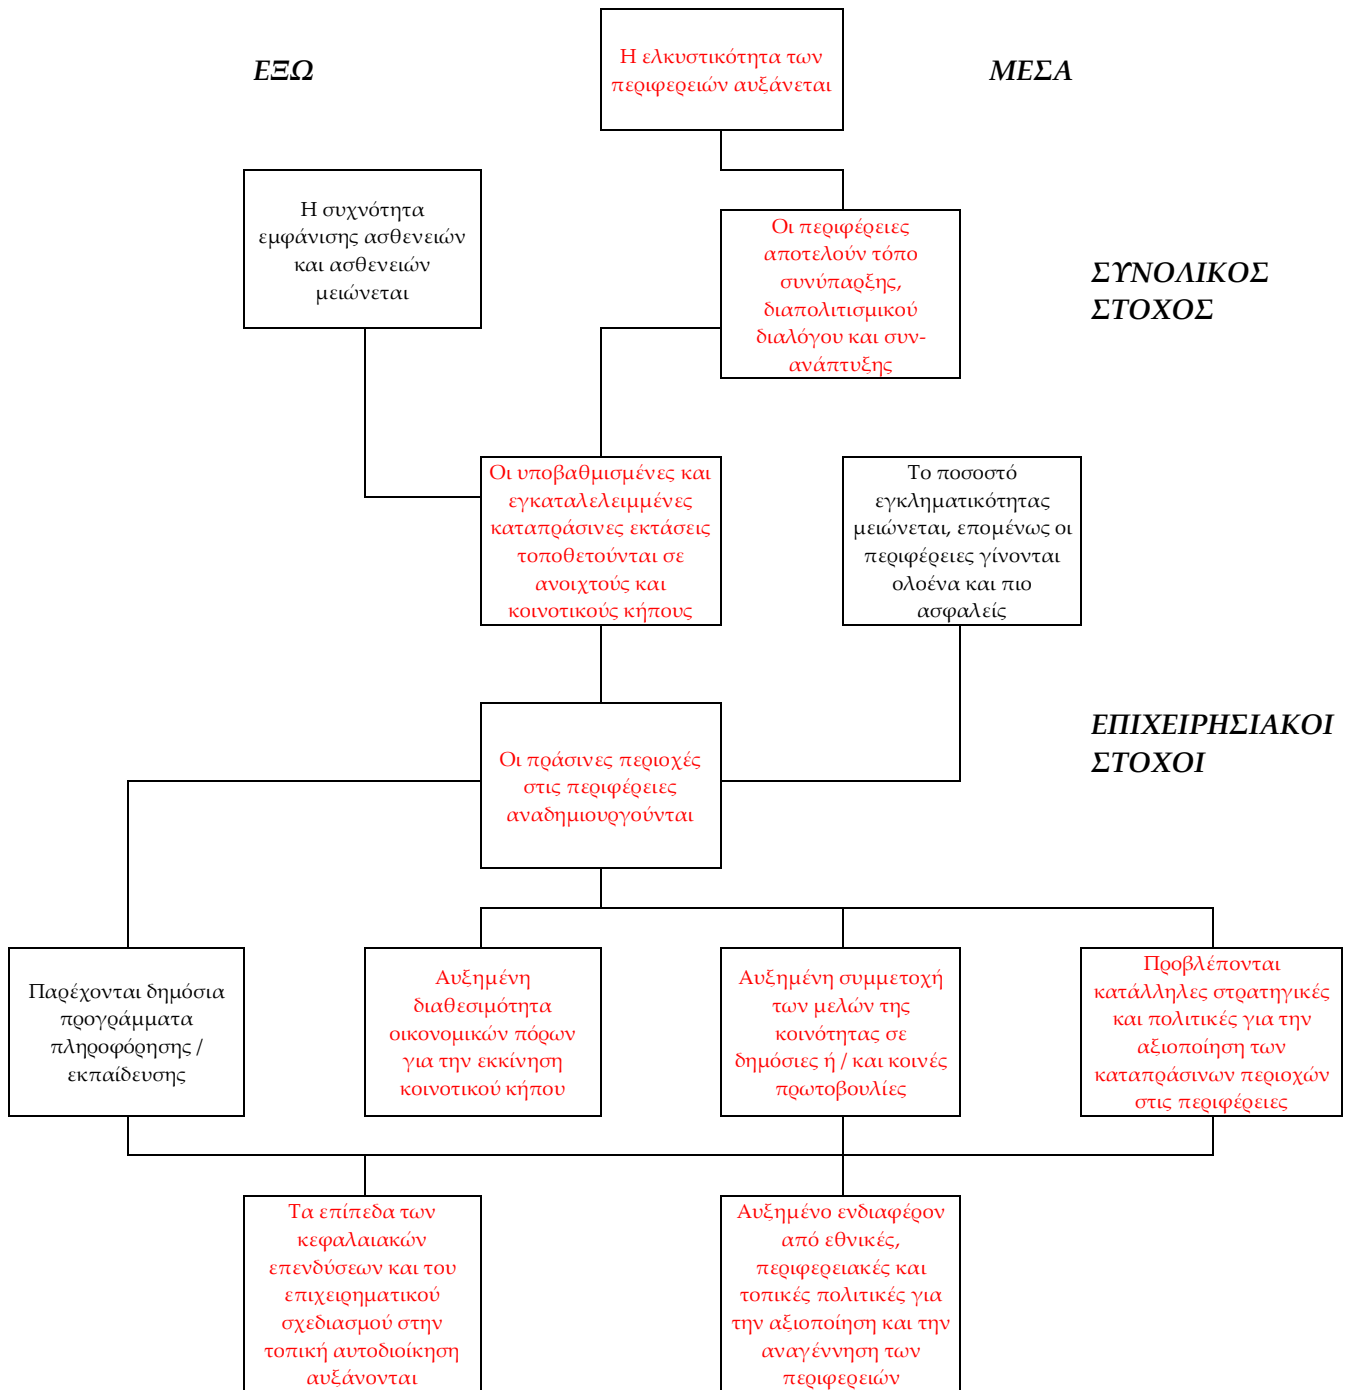 ΕΞΩ
Η ελκυστικότητα των
περιφερειών αυξάνεται
ΜΕΣΑ
Η συχνότητα
εμφάνισης ασθενειών
και ασθενειών
μειώνεται
Οι περιφέρειες
αποτελούν τόπο
συνύπαρξης,
διαπολιτισμικού
διαλόγου και συν-
ανάπτυξης
ΣΥΝΟΛΙΚΟΣ
ΣΤΟΧΟΣ
Οι υποβαθμισμένες και
εγκαταλελειμμένες
καταπράσινες εκτάσεις
τοποθετούνται σε
ανοιχτούς και
κοινοτικούς κήπους
Το ποσοστό
εγκληματικότητας
μειώνεται, επομένως οι
περιφέρειες γίνονται
ολοένα και πιο
ασφαλείς
Οι πράσινες περιοχές
στις περιφέρειες
αναδημιουργούνται
ΕΠΙΧΕΙΡΗΣΙΑΚΟΙ
ΣΤΟΧΟΙ
Παρέχονται δημόσια
προγράμματα
πληροφόρησης /
εκπαίδευσης
Αυξημένη
διαθεσιμότητα
οικονομικών πόρων
για την εκκίνηση
κοινοτικού κήπου
Αυξημένη συμμετοχή
των μελών της
κοινότητας σε
δημόσιες ή / και κοινές
πρωτοβουλίες
Προβλέπονται
κατάλληλες στρατηγικές
και πολιτικές για την
αξιοποίηση των
καταπράσινων περιοχών
στις περιφέρειες
Τα επίπεδα των
κεφαλαιακών
επενδύσεων και του
επιχειρηματικού
σχεδιασμού στην
τοπική αυτοδιοίκηση
αυξάνονται
Αυξημένο ενδιαφέρον
από εθνικές,
περιφερειακές και
τοπικές πολιτικές για
την αξιοποίηση και την
αναγέννηση των
περιφερειών